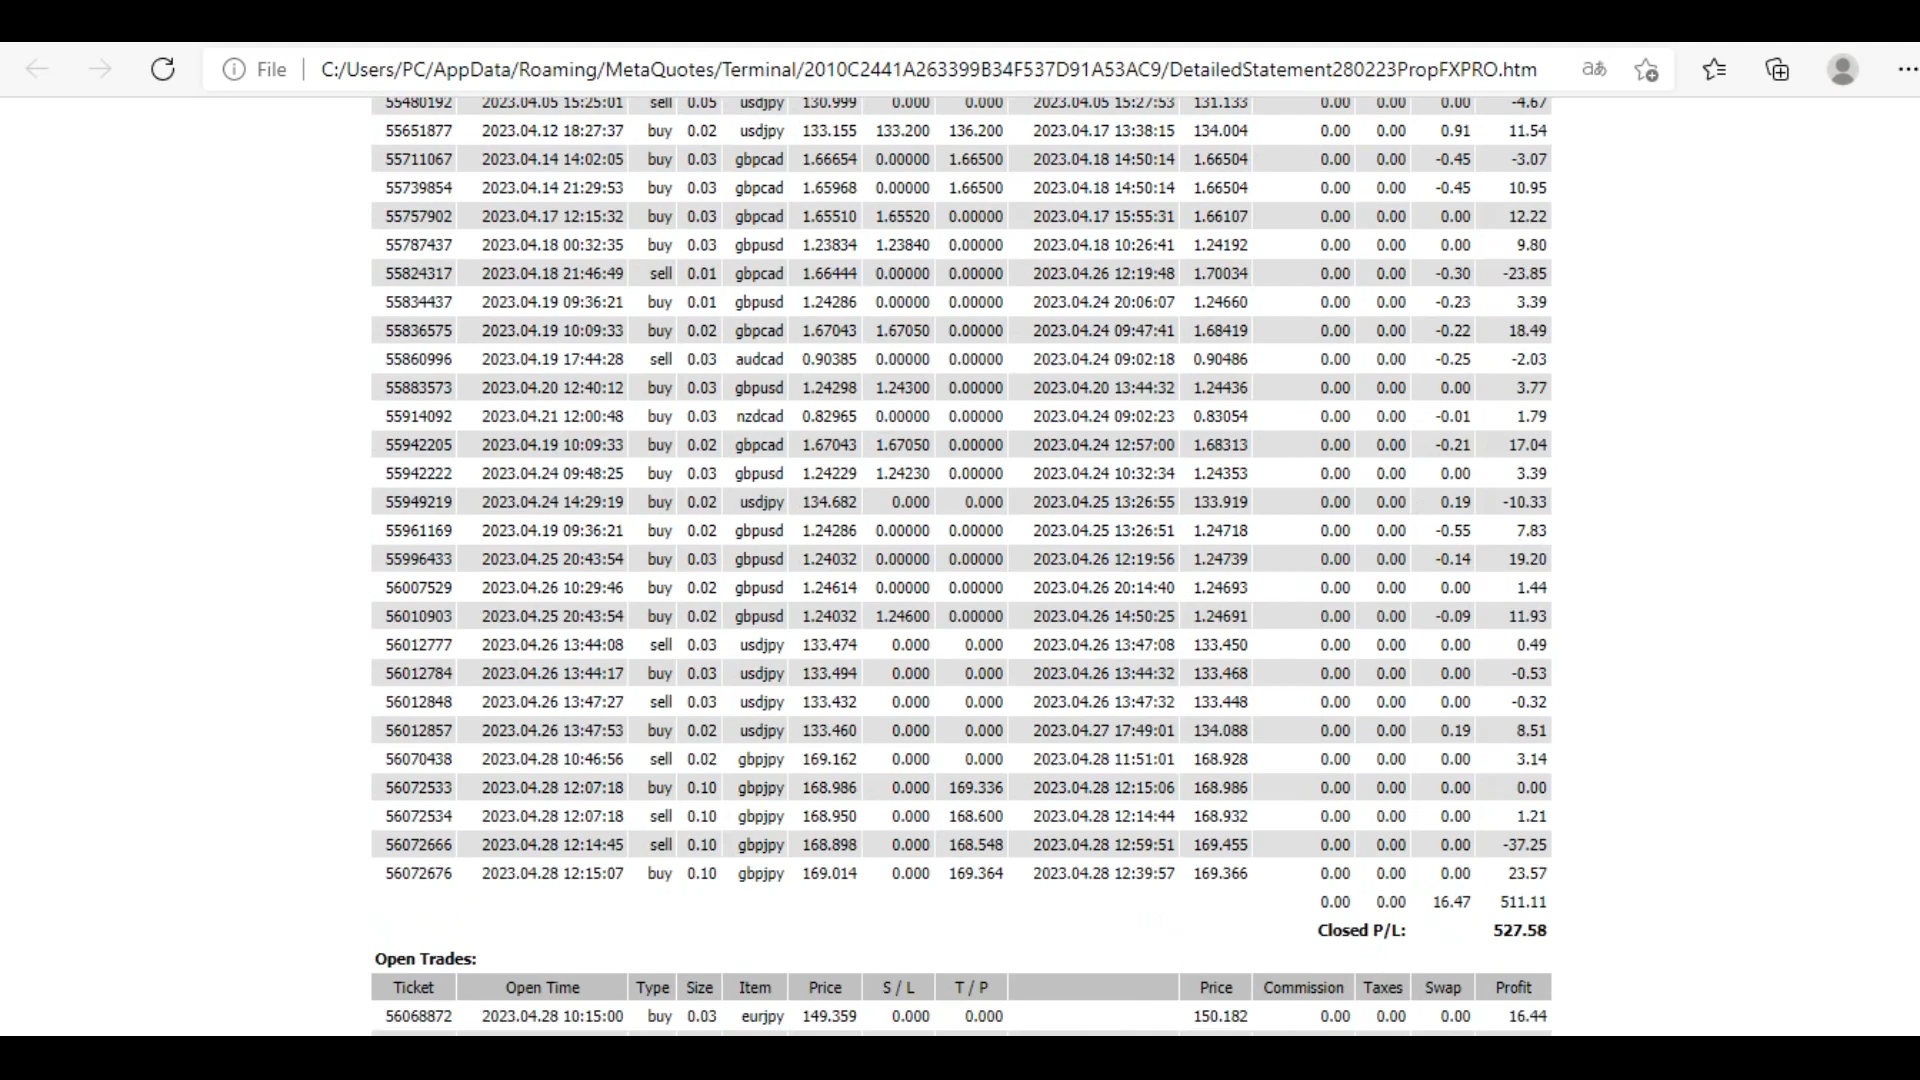 File C:/Users/PC/AppData/Roaming/MetaQuotes/Terminal/2010C2441A263399B34F537D91A53AC9/DetailedStatement280223PropFXPRO.htm aあ
55480192 2023.04.05 15:25:01 sell 0.05 usdjpy 130.999 0.000 0.000 2023.04.05 15:27:53 131.133 0.00 0.00 0.00 -4.67
55651877 2023.04.12 18:27:37 buy 0.02 usdjpy 133.155 133.200 136.200 2023.04.17 13:38:15 134.004 0.00 0.00 0.91 11.54
55711067 2023.04.14 14:02:05 buy 0.03 gbpcad 1.66654 0.00000 1.66500 2023.04.18 14:50:14 1.66504 0.00 0.00 -0.45 -3.07
55739854 2023.04.14 21:29:53 buy 0.03 gbpcad 1.65968 0.00000 1.66500 2023.04.18 14:50:14 1.66504 0.00 0.00 -0.45 10.95
55757902 2023.04.17 12:15:32 buy 0.03 gbpcad 1.65510 1.65520 0.00000 2023.04.17 15:55:31 1.66107 0.00 0.00 0.00 12.22
55787437 2023.04.18 00:32:35 buy 0.03 gbpusd 1.23834 1.23840 0.00000 2023.04.18 10:26:41 1.24192 0.00 0.00 0.00 9.80
55824317 2023.04.18 21:46:49 sell 0.01 gbpcad 1.66444 0.00000 0.00000 2023.04.26 12:19:48 1.70034 0.00 0.00 -0.30 -23.85
55834437 2023.04.19 09:36:21 buy 0.01 gbpusd 1.24286 0.00000 0.00000 2023.04.24 20:06:07 1.24660 0.00 0.00 -0.23 3.39
55836575 2023.04.19 10:09:33 buy 0.02 gbpcad 1.67043 1.67050 0.00000 2023.04.24 09:47:41 1.68419 0.00 0.00 -0.22 18.49
55860996 2023.04.19 17:44:28 sell 0.03 audcad 0.90385 0.00000 0.00000 2023.04.24 09:02:18 0.90486 0.00 0.00 -0.25 -2.03
55883573 2023.04.20 12:40:12 buy 0.03 gbpusd 1.24298 1.24300 0.00000 2023.04.20 13:44:32 1.24436 0.00 0.00 0.00 3.77
55914092 2023.04.21 12:00:48 buy 0.03 nzdcad 0.82965 0.00000 0.00000 2023.04.24 09:02:23 0.83054 0.00 0.00 -0.01 1.79
55942205 2023.04.19 10:09:33 buy 0.02 gbpcad 1.67043 1.67050 0.00000 2023.04.24 12:57:00 1.68313 0.00 0.00 -0.21 17.04
55942222 2023.04.24 09:48:25 buy 0.03 gbpusd 1.24229 1.24230 0.00000 2023.04.24 10:32:34 1.24353 0.00 0.00 0.00 3.39
55949219 2023.04.24 14:29:19 buy 0.02 usdjpy 134.682 0.000 0.000 2023.04.25 13:26:55 133.919 0.00 0.00 0.19 -10.33
55961169 2023.04.19 09:36:21 buy 0.02 gbpusd 1.24286 0.00000 0.00000 2023.04.25 13:26:51 1.24718 0.00 0.00 -0.55 7.83
55996433 2023.04.25 20:43:54 buy 0.03 gbpusd 1.24032 0.00000 0.00000 2023.04.26 12:19:56 1.24739 0.00 0.00 -0.14 19.20
56007529 2023.04.26 10:29:46 buy 0.02 gbpusd 1.24614 0.00000 0.00000 2023.04.26 20:14:40 1.24693 0.00 0.00 0.00 1.44
56010903 2023.04.25 20:43:54 buy 0.02 gbpusd 1.24032 1.24600 0.00000 2023.04.26 14:50:25 1.24691 0.00 0.00 -0.09 11.93
56012777 2023.04.26 13:44:08 sell 0.03 usdjpy 133.474 0.000 0.000 2023.04.26 13:47:08 133.450 0.00 0.00 0.00 0.49
56012784 2023.04.26 13:44:17 buy 0.03 usdjpy 133.494 0.000 0.000 2023.04.26 13:44:32 133.468 0.00 0.00 0.00 -0.53
56012848 2023.04.26 13:47:27 sell 0.03 usdjpy 133.432 0.000 0.000 2023.04.26 13:47:32 133.448 0.00 0.00 0.00 -0.32
56012857 2023.04.26 13:47:53 buy 0.02 usdjpy 133.460 0.000 0.000 2023.04.27 17:49:01 134.088 0.00 0.00 0.19 8.51
56070438 2023.04.28 10:46:56 sell 0.02 gbpjpy 169.162 0.000 0.000 2023.04.28 11:51:01 168.928 0.00 0.00 0.00 3.14
56072533 2023.04.28 12:07:18 buy 0.10 gbpjpy 168.986 0.000 169.336 2023.04.28 12:15:06 168.986 0.00 0.00 0.00 0.00
56072534 2023.04.28 12:07:18 sell 0.10 gbpjpy 168.950 0.000 168.600 2023.04.28 12:14:44 168.932 0.00 0.00 0.00 1.21
56072666 2023.04.28 12:14:45 sell 0.10 gbpjpy 168.898 0.000 168.548 2023.04.28 12:59:51 169.455 0.00 0.00 0.00 -37.25
56072676 2023.04.28 12:15:07 buy 0.10 gbpjpy 169.014 0.000 169.364 2023.04.28 12:39:57 169.366 0.00 0.00 0.00 23.57
0.00 0.00 16.47 511.11
Closed P/L: 527.58
Open Trades:
Ticket Open Time Type Size Item Price S / L T / P Price Commission Taxes Swap Profit
56068872 2023.04.28 10:15:00 buy 0.03 eurjpy 149.359 0.000 0.000 150.182 0.00 0.00 0.00 16.44